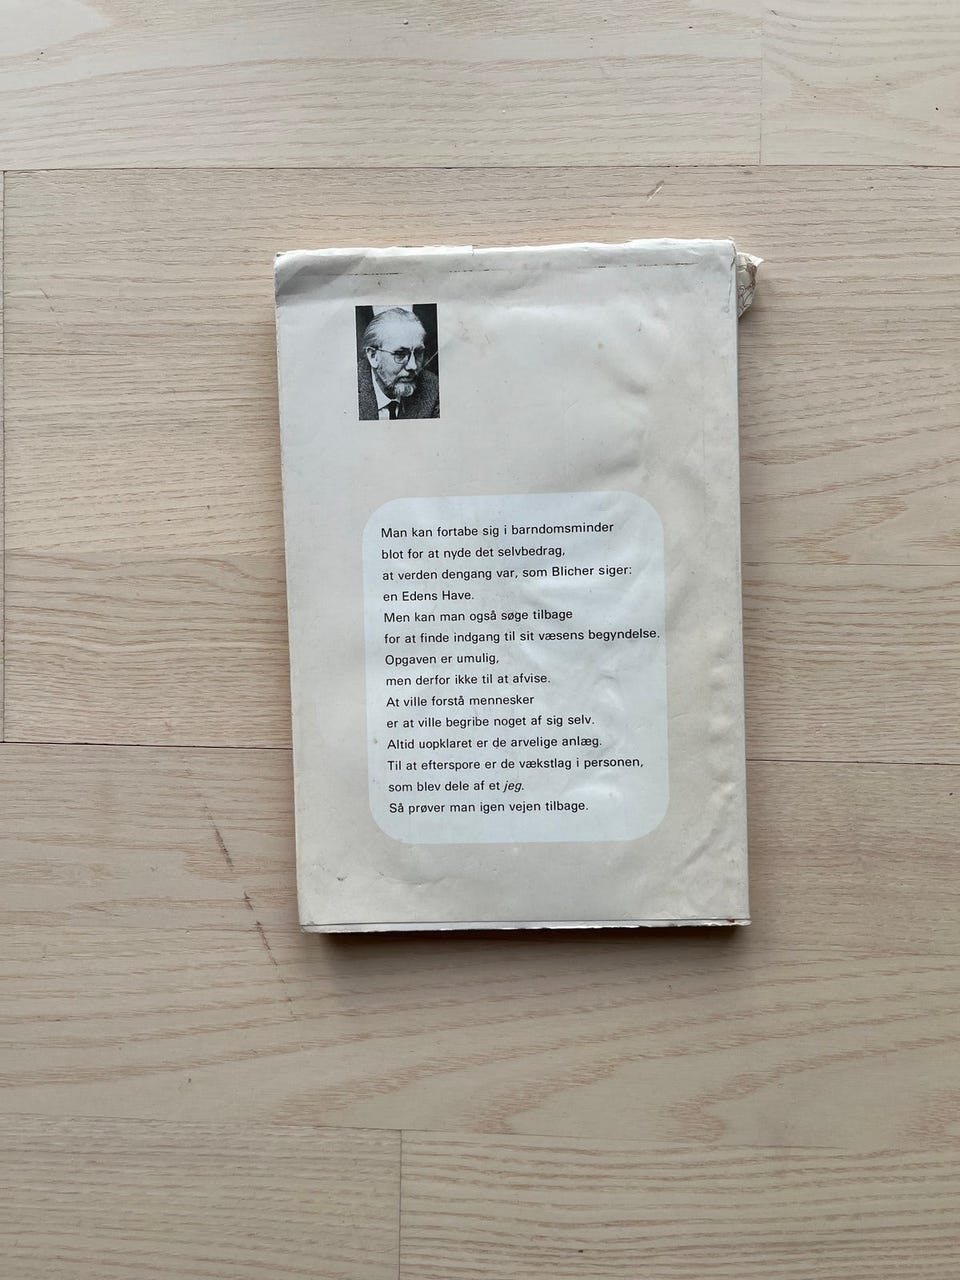 Man kan fortabe sig i barndomsminder
blot for at nyde det selvbedrag,
at verden dengang var, som Blicher siger:
en Edens Have.
Men kan man også søge tilbage
for at finde indgang til sit væsens begyndelse.
Opgaven er umulig,
men derfor ikke til at afvise.
At ville forstå mennesker
er at ville begribe noget af sig selv.
Altid uopklaret er de arvelige anlæg.
Til at efterspore er de vækstlag i personen,
som blev dele af et jeg.
Så prøver man igen vejen tilbage.